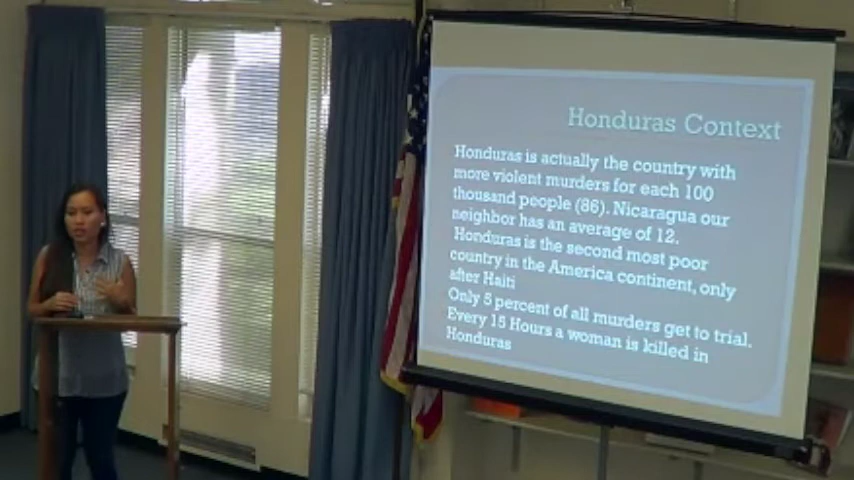 Honduras Context
Honduras is actually the country with
more violent murders for each 100
thousand people (86). Nicaragua our
neighbor has an average of 12.
Honduras is the second most poor
country in the America continent, only
after Haiti
Only 5 percent of all murders get to trial.
Every 15 Hours a woman is killed in
Honduras